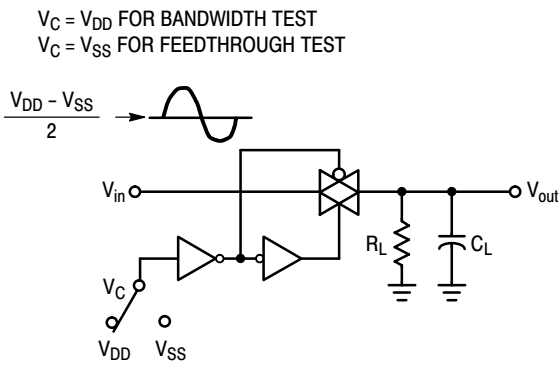 V_C = V_DD FOR BANDWIDTH TEST
V_C = V_SS FOR FEEDTHROUGH TEST
V_DD – V_SS
2
V_in
V_out
R_L
C_L
V_C
V_DD
V_SS